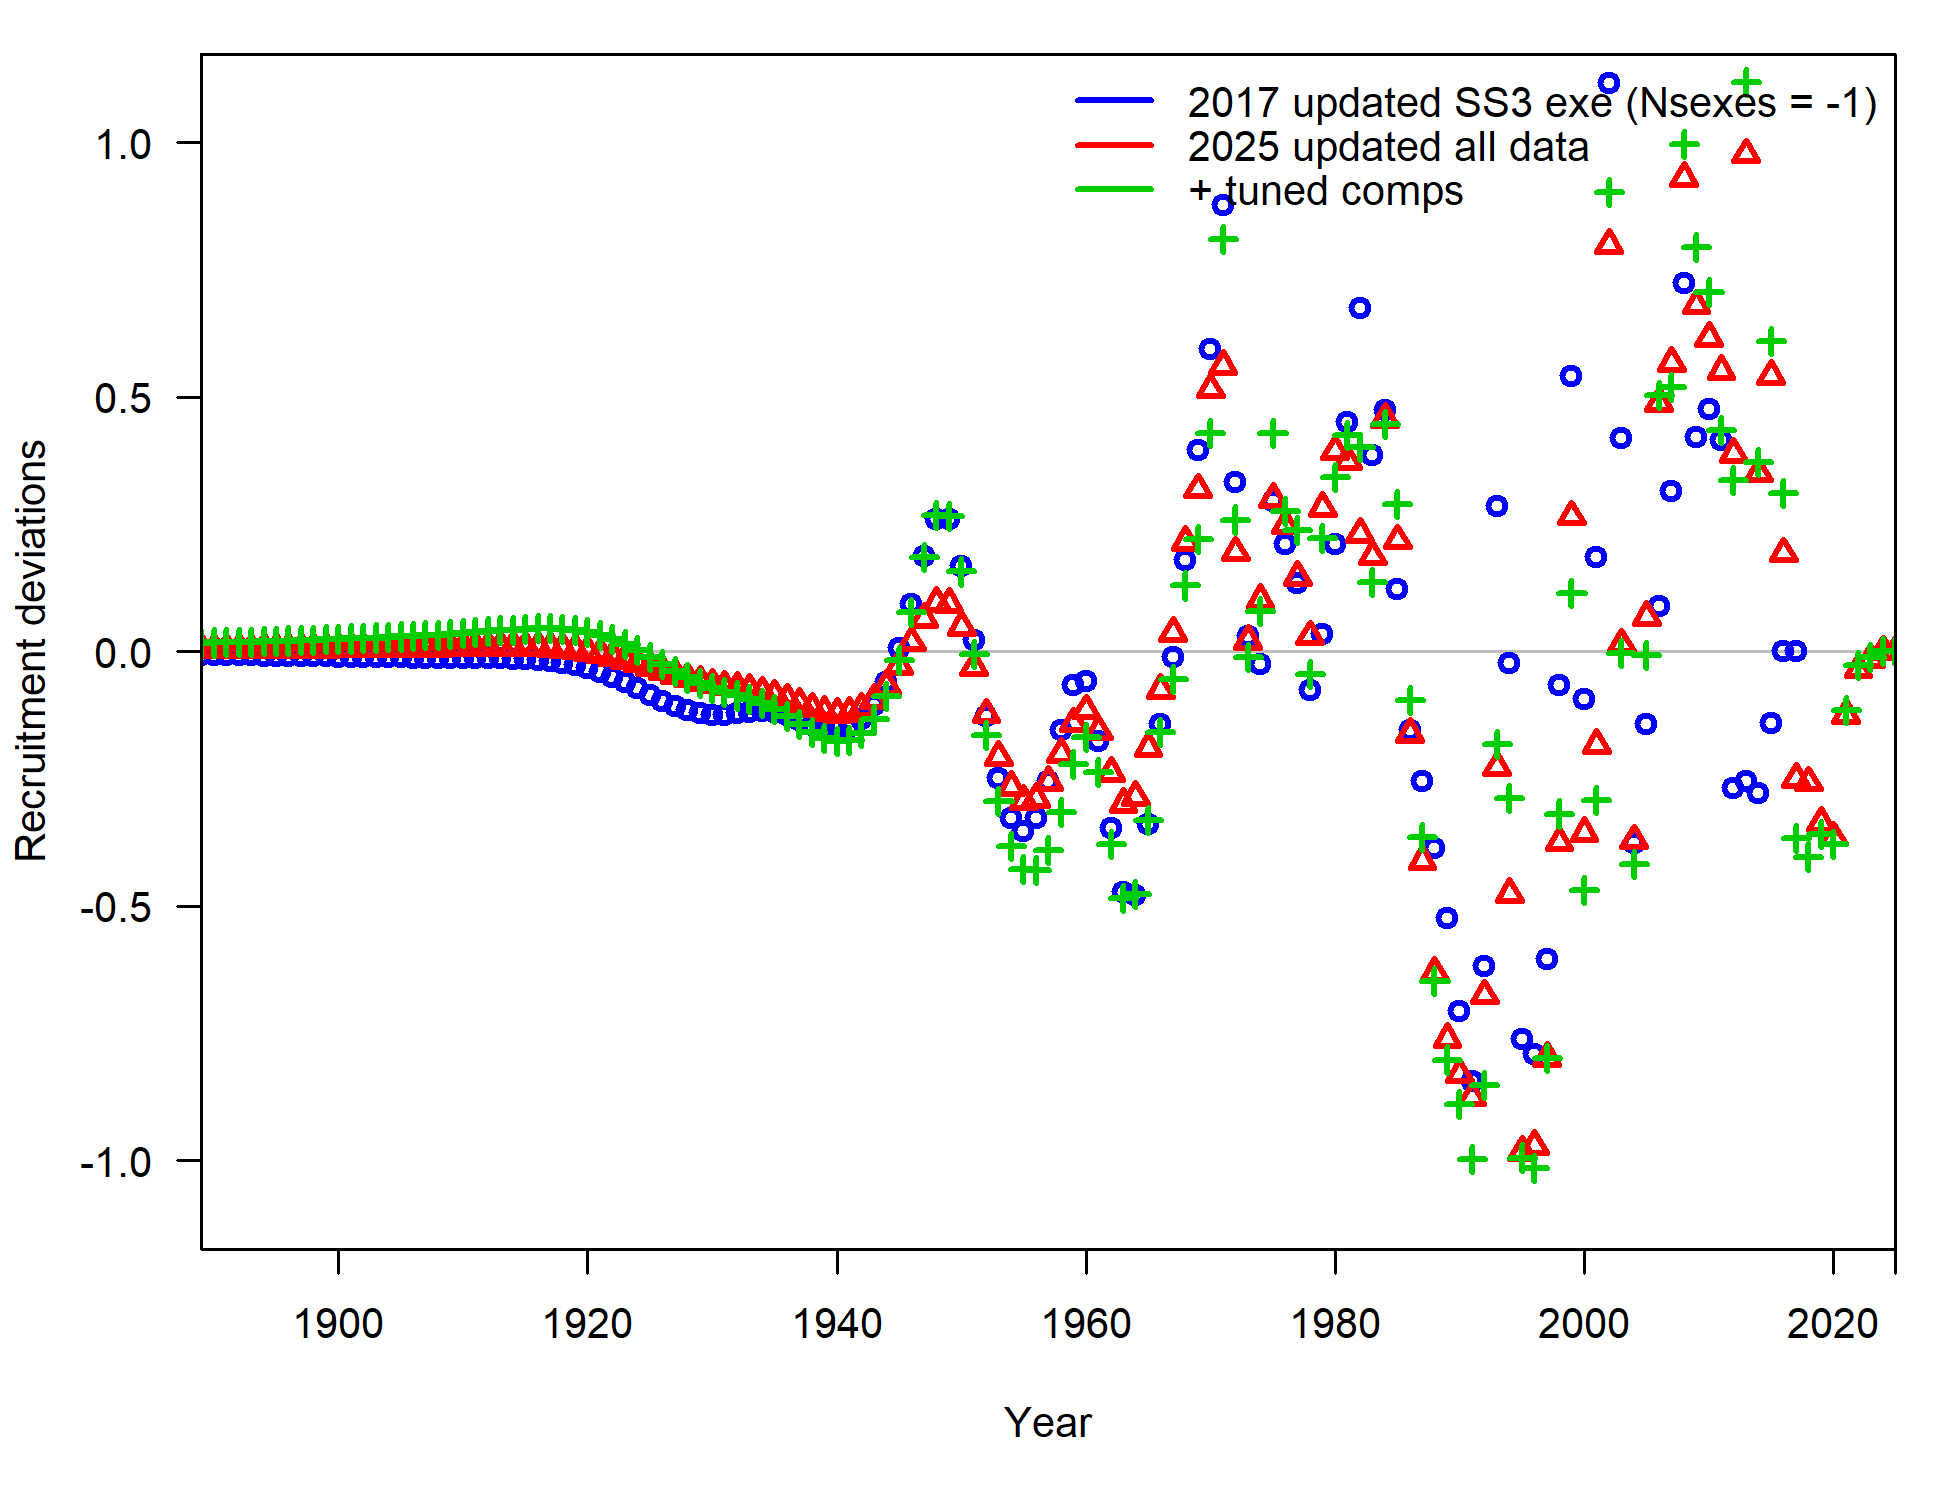 2017 updated SS3 exe (Nsexes = -1)
2025 updated all data
+ tuned comps
Recruitment deviations
1.0
0.5
0.0
-0.5
-1.0
1900 1920 1940 1960 1980 2000 2020
Year